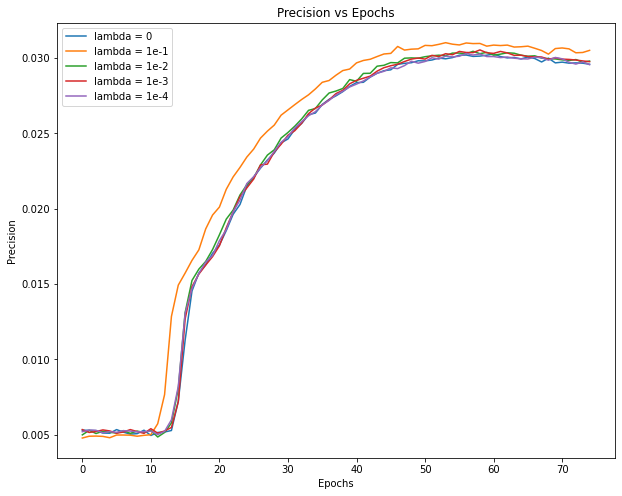 Precision vs Epochs
lambda = 0
lambda = 1e-1
lambda = 1e-2
lambda = 1e-3
lambda = 1e-4
Precision
0.030
0.025
0.020
0.015
0.010
0.005
0 10 20 30 40 50 60 70
Epochs